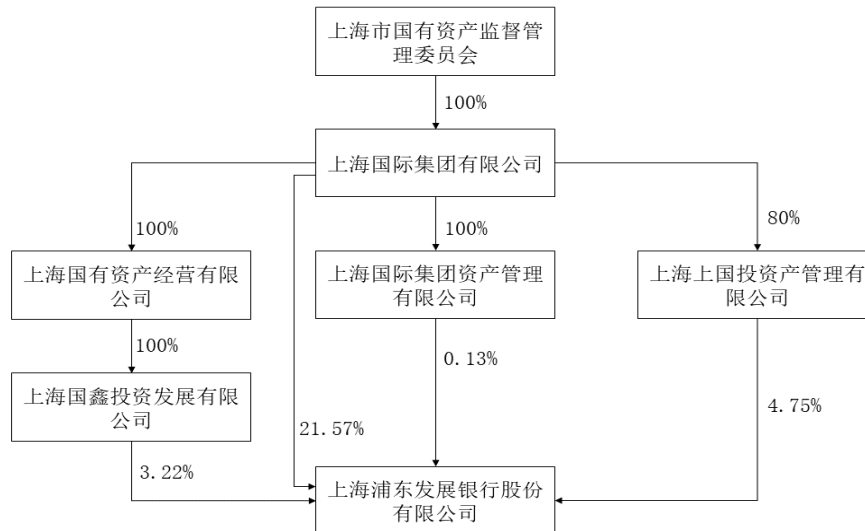 上海市国有资产监督管
理委员会
100%
上海国际集团有限公司
100%
100%
80%
上海国有资产经营有限
公司
上海国际集团资产管理
有限公司
上海上国投资产管理有
限公司
100%
0.13%
上海国鑫投资发展有限
公司
21.57%
4.75%
3.22%
上海浦东发展银行股份
有限公司